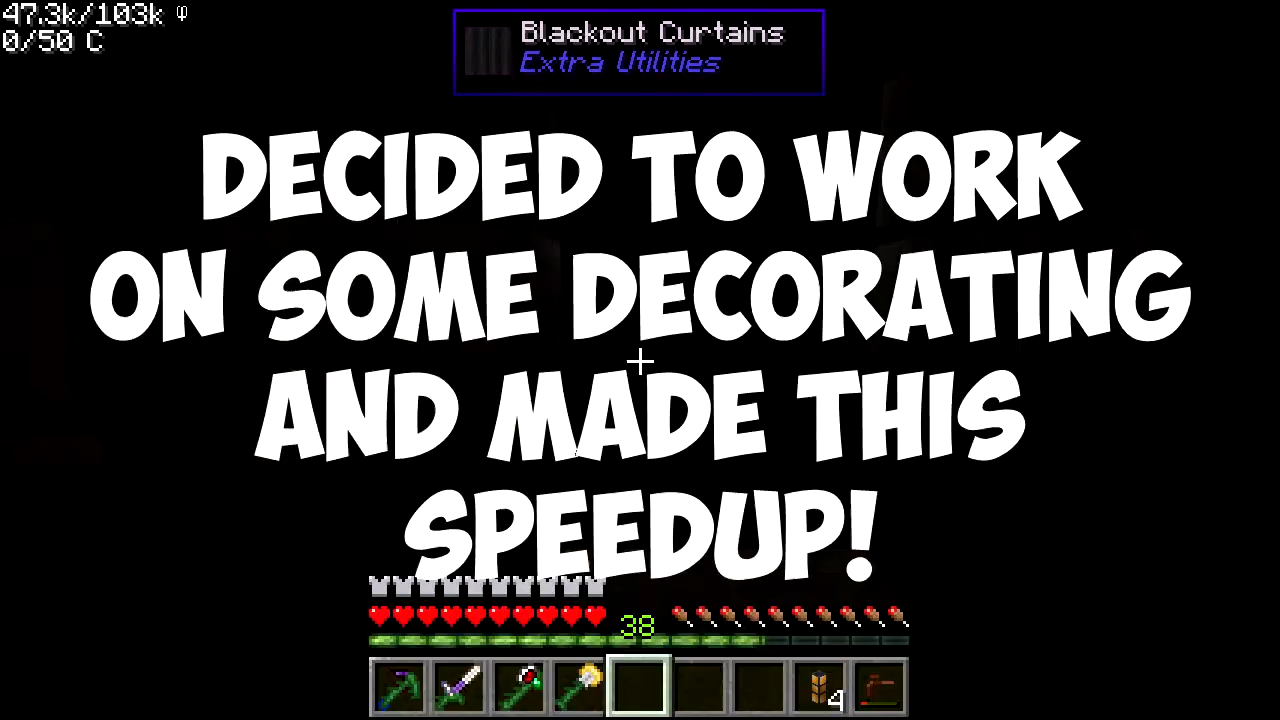 47.3k/103k
0/50 C
Blackout Curtains
Extra Utilities
DECIDED TO WORK
ON SOME DECORATING
AND MADE THIS
SPEEDUP!
38
4